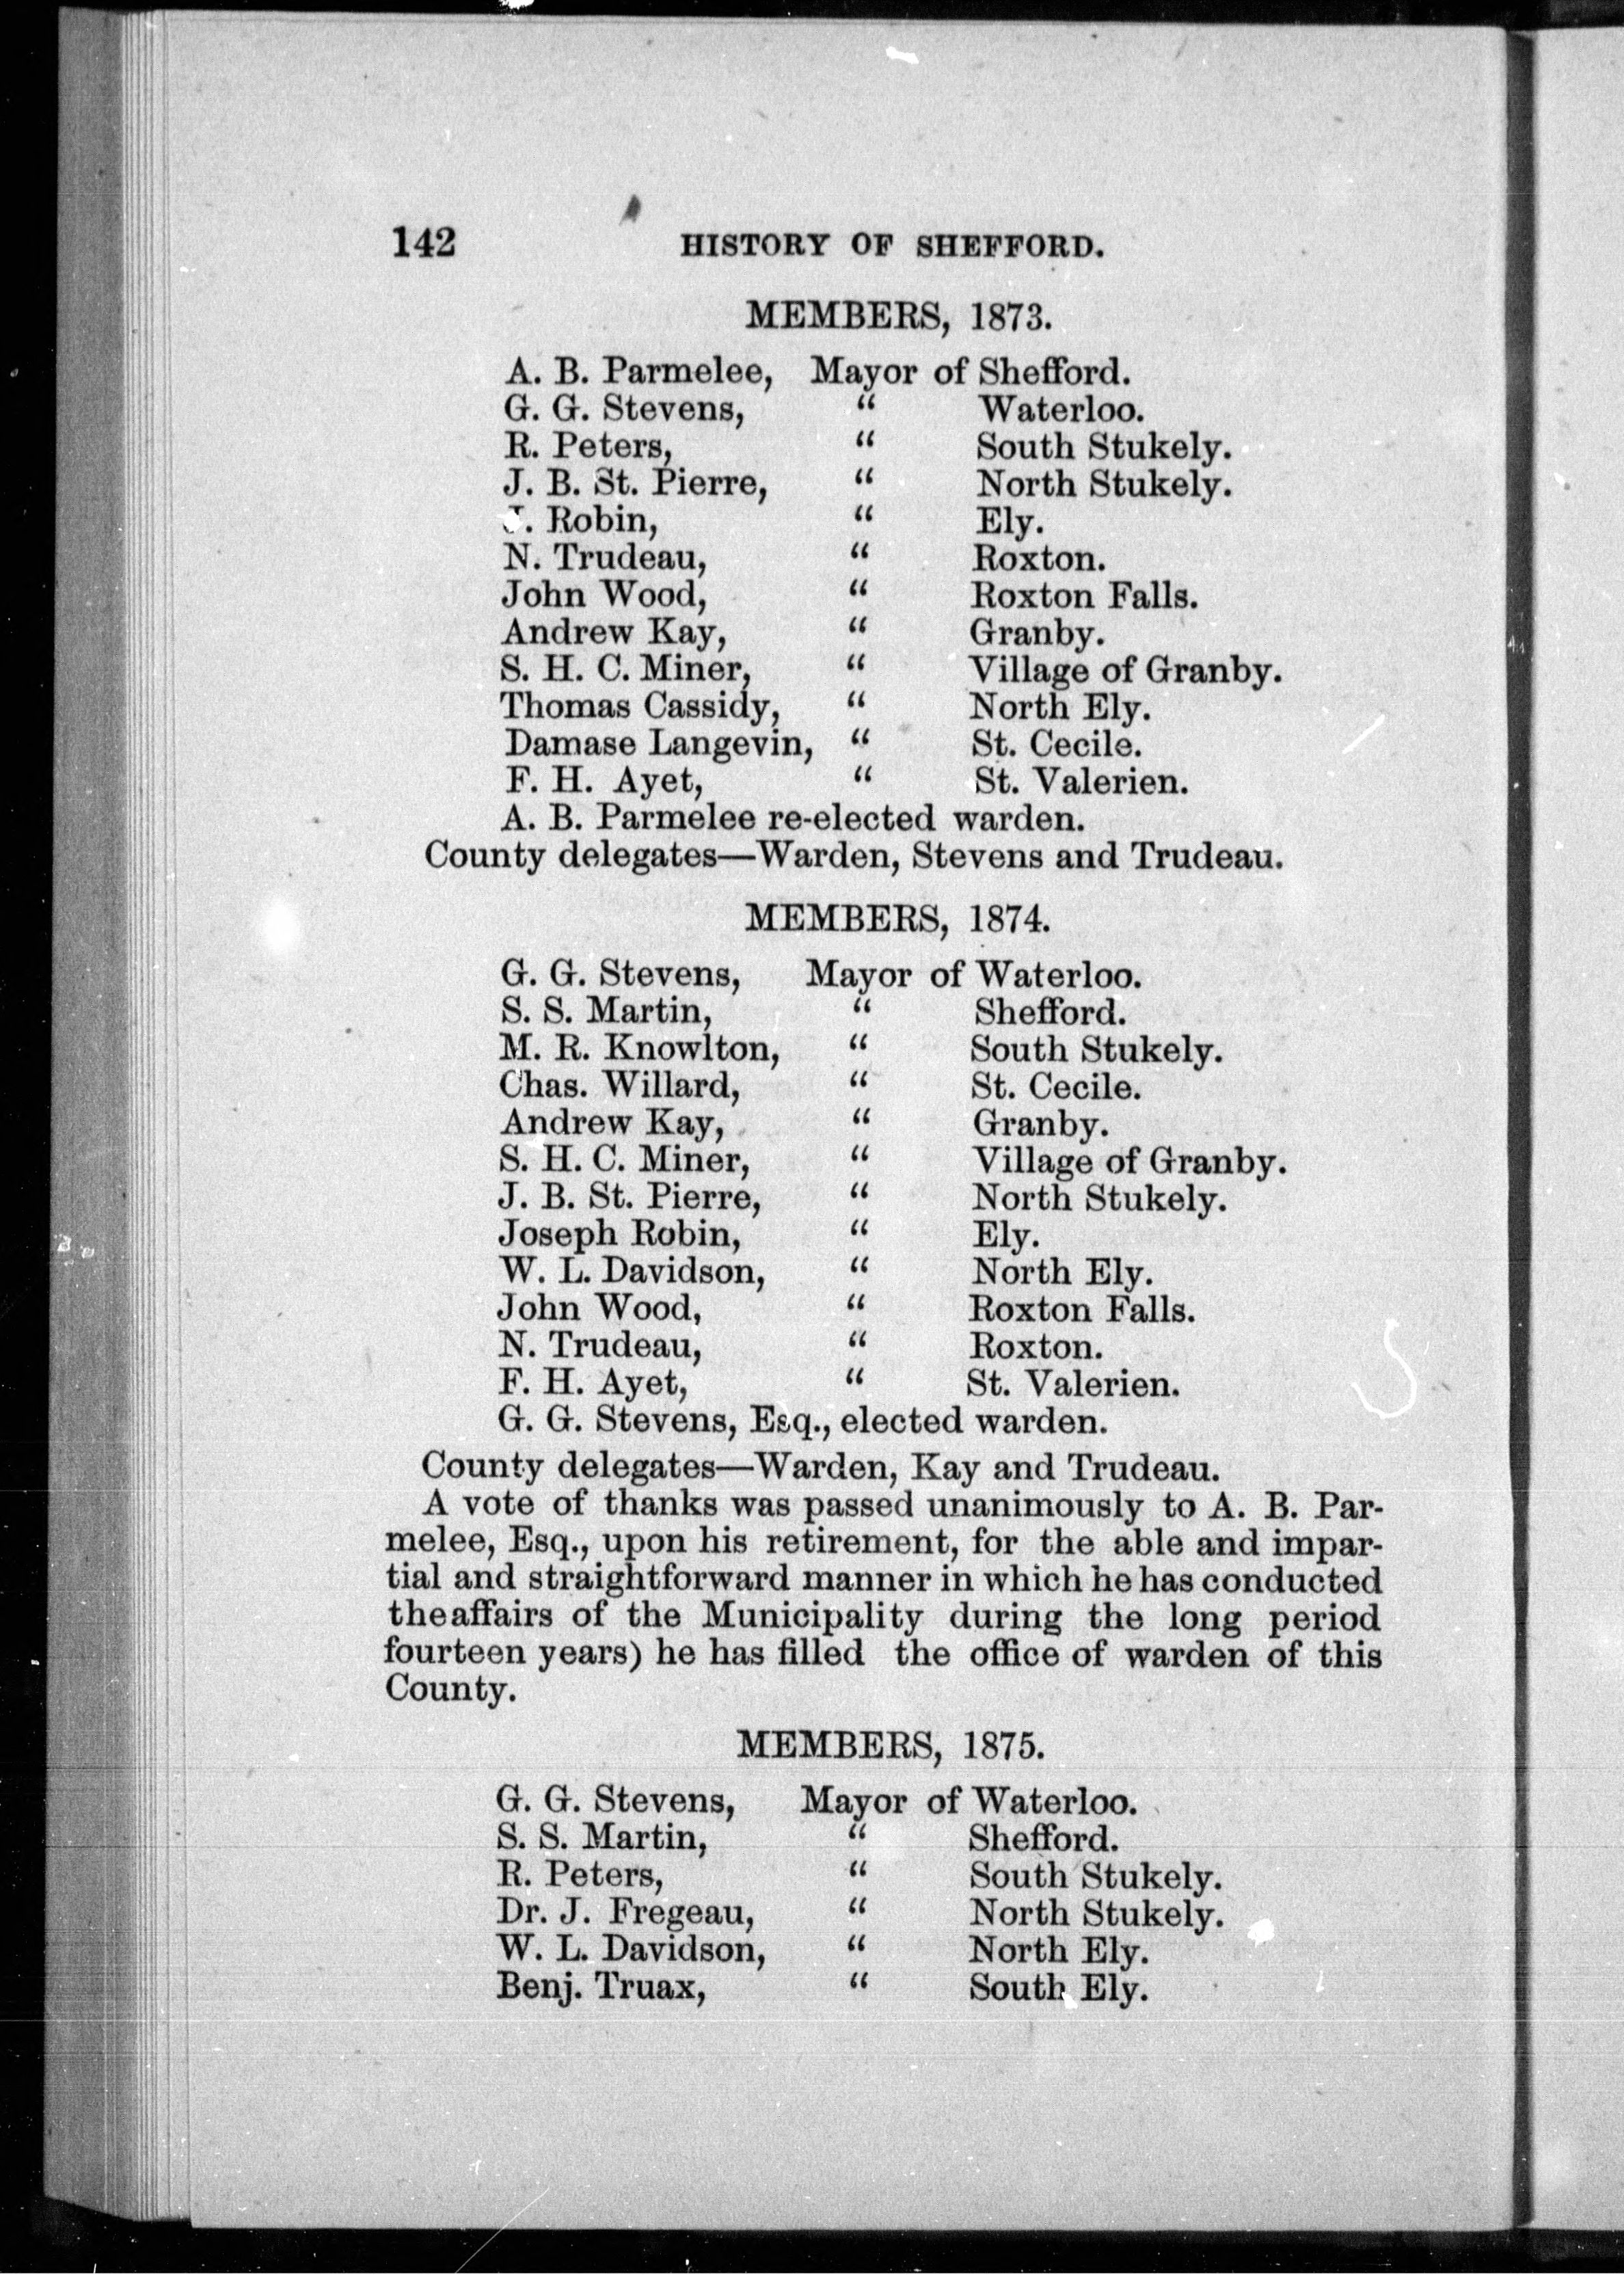 142 HISTORY OF SHEFFORD.
MEMBERS, 1873.
A. B. Parmelee, Mayor of Shefford.
G. G. Stevens, “ Waterloo.
R. Peters, “ South Stukely.
J. B. St. Pierre, “ North Stukely.
J. Robin, “ Ely.
N. Trudeau, “ Roxton.
John Wood, “ Roxton Falls.
Andrew Kay, “ Granby.
S. H. C. Miner, “ Village of Granby.
Thomas Cassidy, “ North Ely.
Damase Langevin, “ St. Cecile.
F. H. Ayet, “ St. Valerien.
A. B. Parmelee re-elected warden.
County delegates—Warden, Stevens and Trudeau.
MEMBERS, 1874.
G. G. Stevens, Mayor of Waterloo.
S. S. Martin, “ Shefford.
M. R. Knowlton, “ South Stukely.
Chas. Willard, “ St. Cecile.
Andrew Kay, “ Granby.
S. H. C. Miner, “ Village of Granby.
J. B. St. Pierre, “ North Stukely.
Joseph Robin, “ Ely.
W. L. Davidson, “ North Ely.
John Wood, “ Roxton Falls.
N. Trudeau, “ Roxton.
F. H. Ayet, “ St. Valerien.
G. G. Stevens, Esq., elected warden.
County delegates—Warden, Kay and Trudeau.
A vote of thanks was passed unanimously to A. B. Par-
melee, Esq., upon his retirement, for the able and impar-
tial and straightforward manner in which he has conducted
theaffairs of the Municipality during the long period
fourteen years) he has filled the office of warden of this
County.
MEMBERS, 1875.
G. G. Stevens, Mayor of Waterloo.
S. S. Martin, “ Shefford.
R. Peters, “ South Stukely.
Dr. J. Fregeau, “ North Stukely.
W. L. Davidson, “ North Ely.
Benj. Truax, “ South Ely.